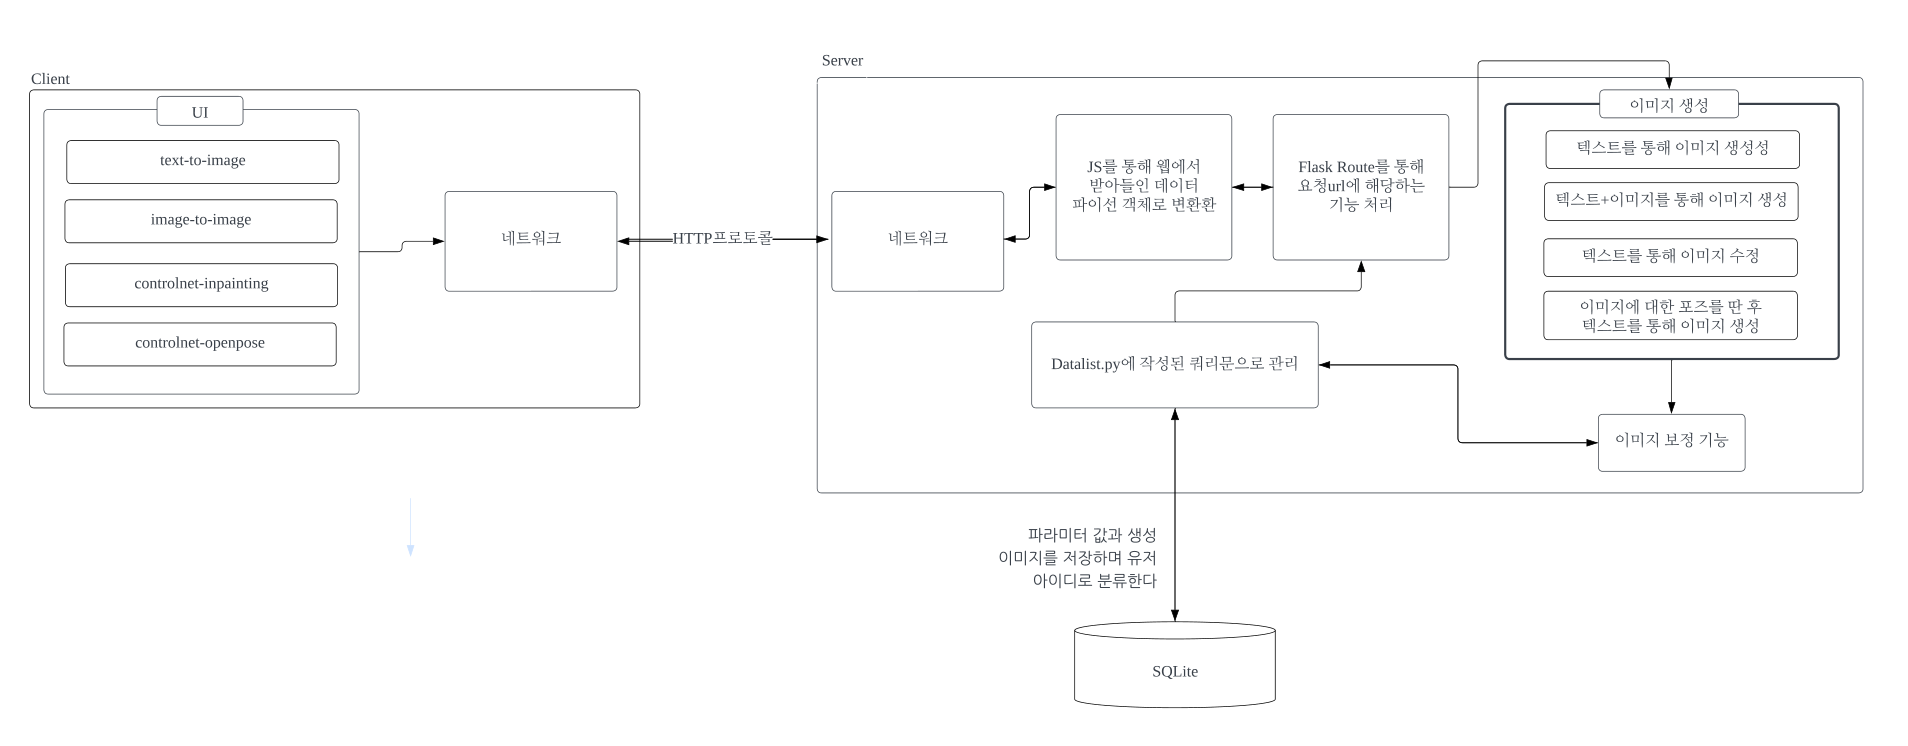 Client
UI
text-to-image
image-to-image
controlnet-inpainting
controlnet-openpose
네트워크
HTTP프로토콜
Server
네트워크
JS를 통해 웹에서
받아들인 데이터
파이선 객체로 변환환
Flask Route를 통해
요청url에 해당하는
기능 처리
Datalist.py에 작성된 쿼리문으로 관리
이미지 생성
텍스트를 통해 이미지 생성성
텍스트+이미지를 통해 이미지 생성
텍스트를 통해 이미지 수정
이미지에 대한 포즈를 딴 후
텍스트를 통해 이미지 생성
이미지 보정 기능
파라미터 값과 생성
이미지를 저장하며 유저
아이디로 분류한다
SQLite